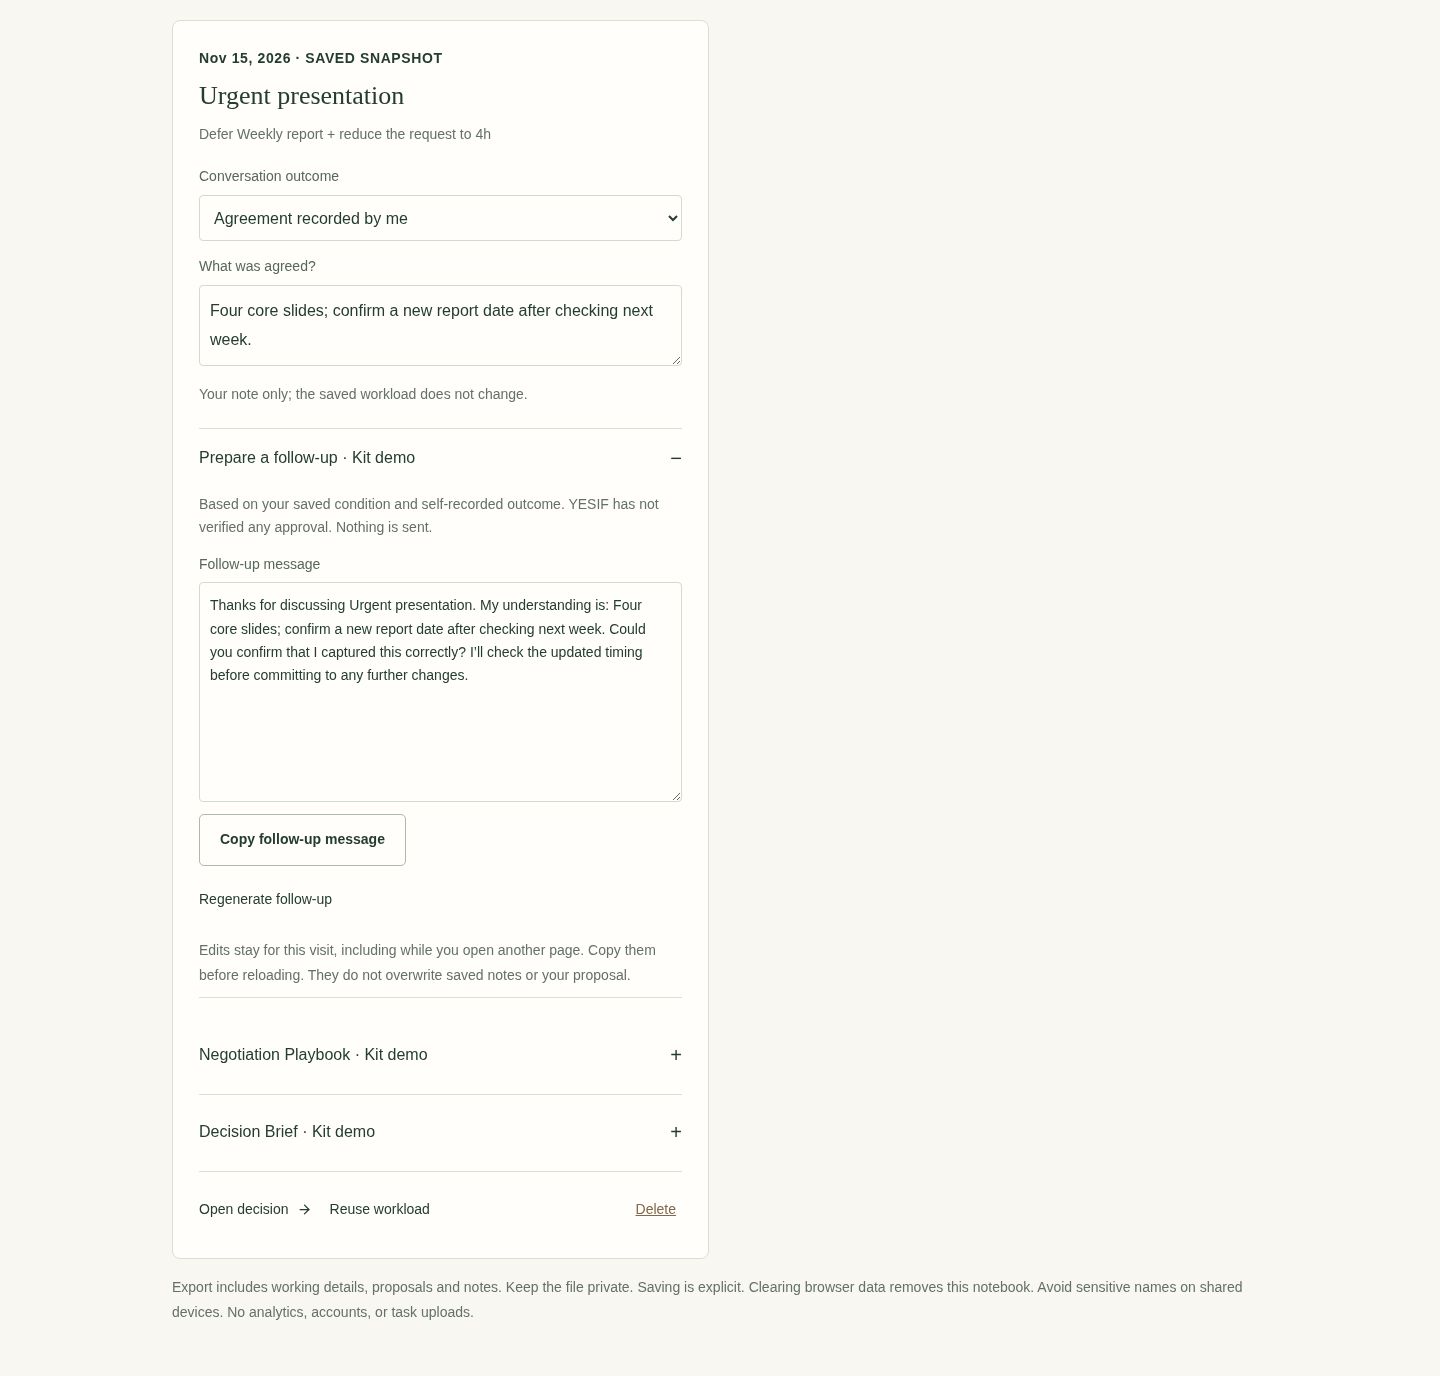 Nov 15, 2026 · SAVED SNAPSHOT
Urgent presentation
Defer Weekly report + reduce the request to 4h
Conversation outcome
Agreement recorded by me
What was agreed?
Four core slides; confirm a new report date after checking next
week.
Your note only; the saved workload does not change.
Prepare a follow-up · Kit demo −
Based on your saved condition and self-recorded outcome. YESIF has not
verified any approval. Nothing is sent.
Follow-up message
Thanks for discussing Urgent presentation. My understanding is: Four
core slides; confirm a new report date after checking next week. Could
you confirm that I captured this correctly? I’ll check the updated timing
before committing to any further changes.
Copy follow-up message
Regenerate follow-up
Edits stay for this visit, including while you open another page. Copy them
before reloading. They do not overwrite saved notes or your proposal.
Negotiation Playbook · Kit demo +
Decision Brief · Kit demo +
Open decision → Reuse workload Delete
Export includes working details, proposals and notes. Keep the file private. Saving is explicit. Clearing browser data removes this notebook. Avoid sensitive names on shared
devices. No analytics, accounts, or task uploads.